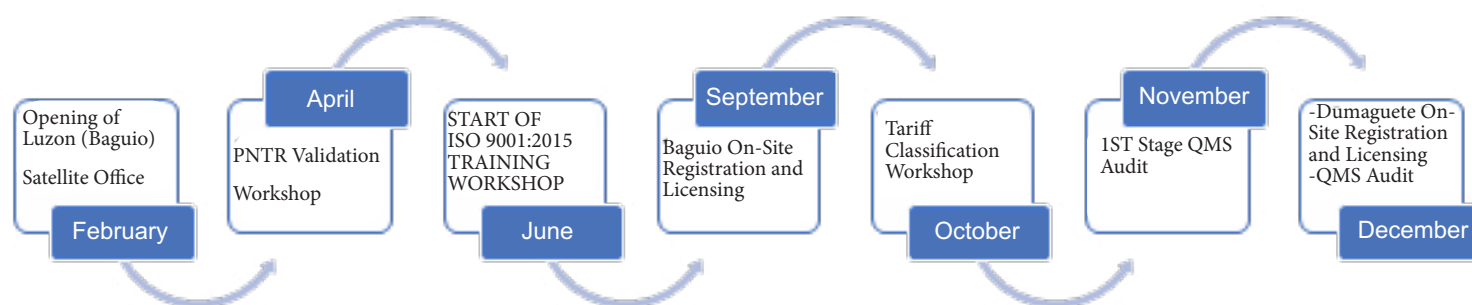 Opening of
Luzon (Baguio)
Satellite Office
February
April
PNTR Validation
Workshop
START OF
ISO 9001:2015
TRAINING
WORKSHOP
June
September
Baguio On-Site
Registration and
Licensing
Tariff
Classification
Workshop
October
November
1ST Stage QMS
Audit
-Dumaguete On-
Site Registration
and Licensing
-QMS Audit
December